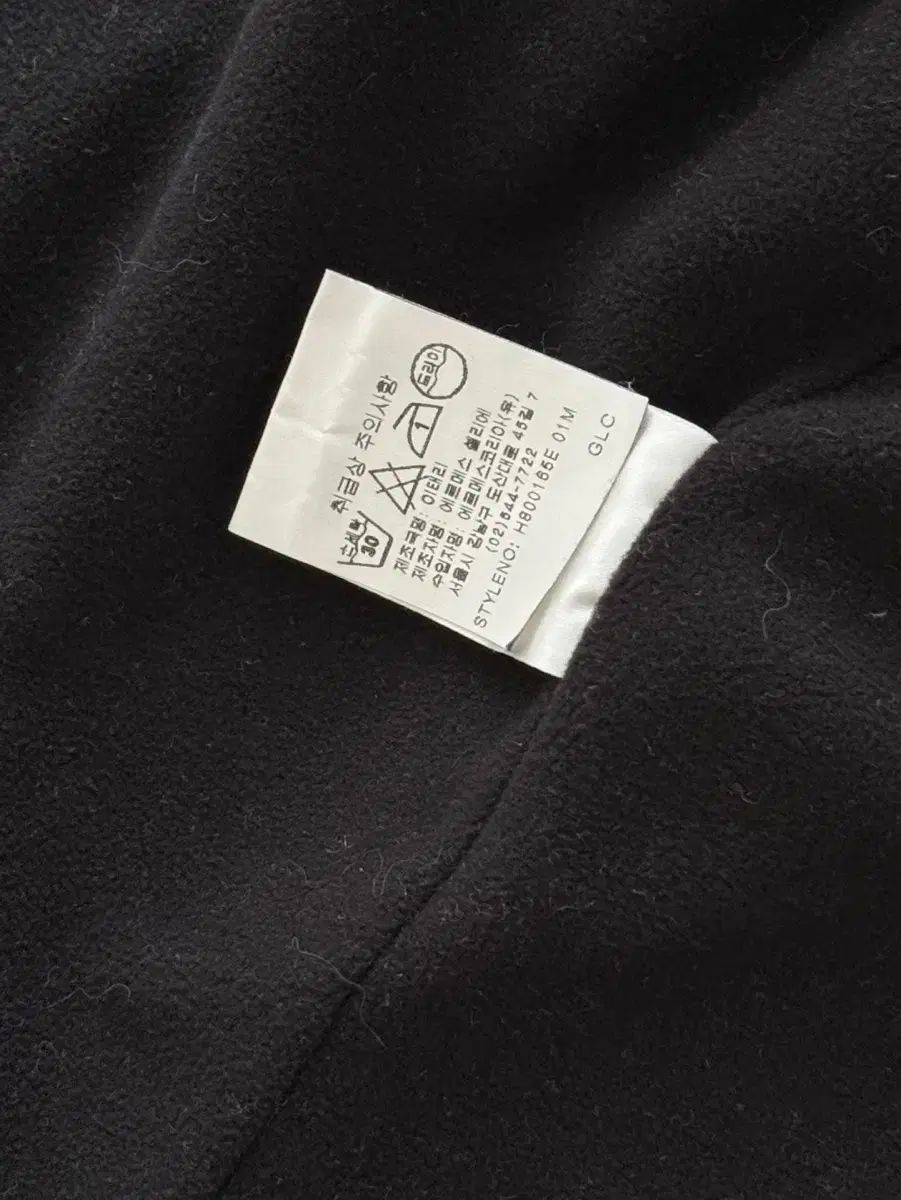 취급상 주의사항
손세탁 30 1 드라이
제조국명: 이태리
제조자명: 에르메스 쎌리에
수입자명: 에르메스코리아(유)
서울시 강남구 도산대로 45길 7
(02)544-7722
STYLENO: H800165E 01M
GLC